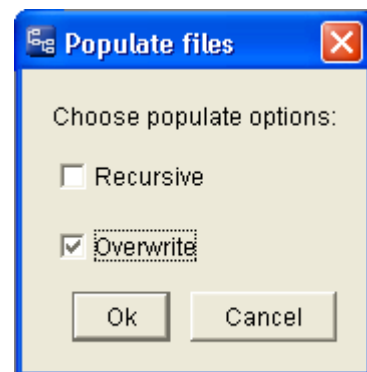 Populate files
Choose populate options:
Recursive
Overwrite
Ok Cancel